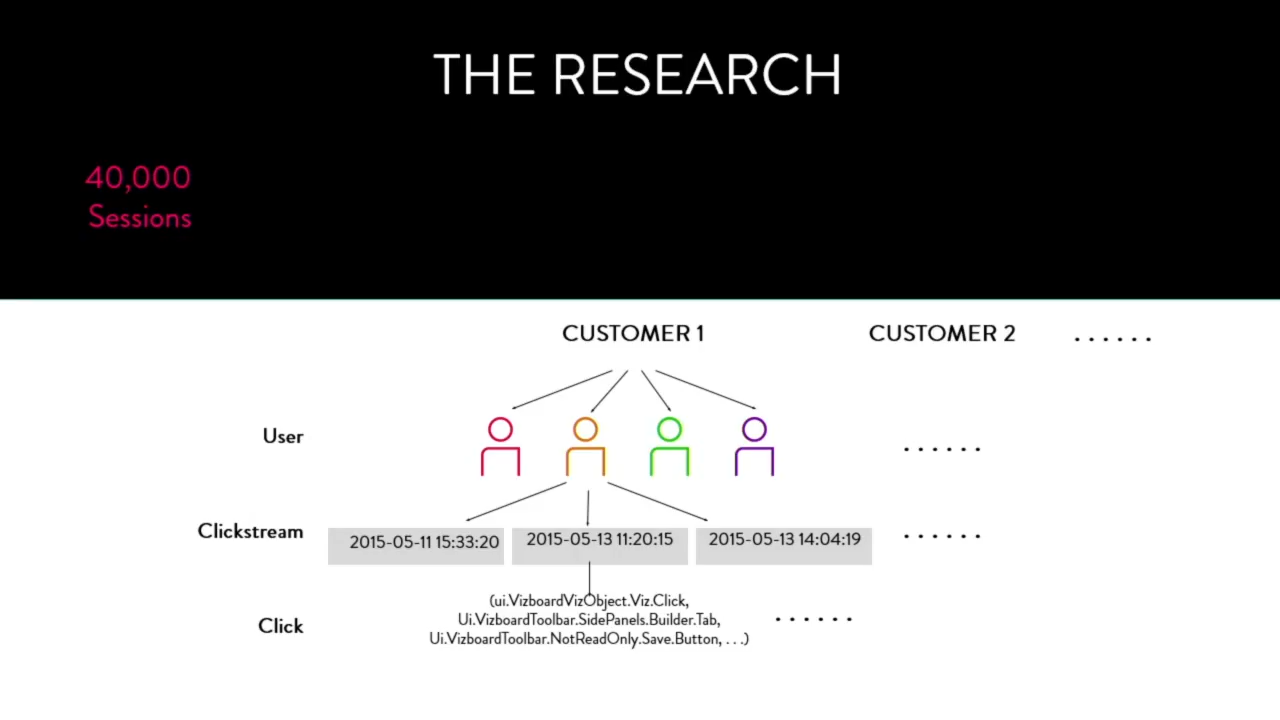 THE RESEARCH
40,000
Sessions
CUSTOMER 1
CUSTOMER 2
......
User
......
Clickstream
2015-05-11 15:33:20
2015-05-13 11:20:15
2015-05-13 14:04:19
......
Click
(ui.VizboardVizObject.Viz.Click,
Ui.VizboardToolbar.SidePanels.Builder.Tab,
Ui.VizboardToolbar.NotReadOnly.Save.Button, . . .)
......